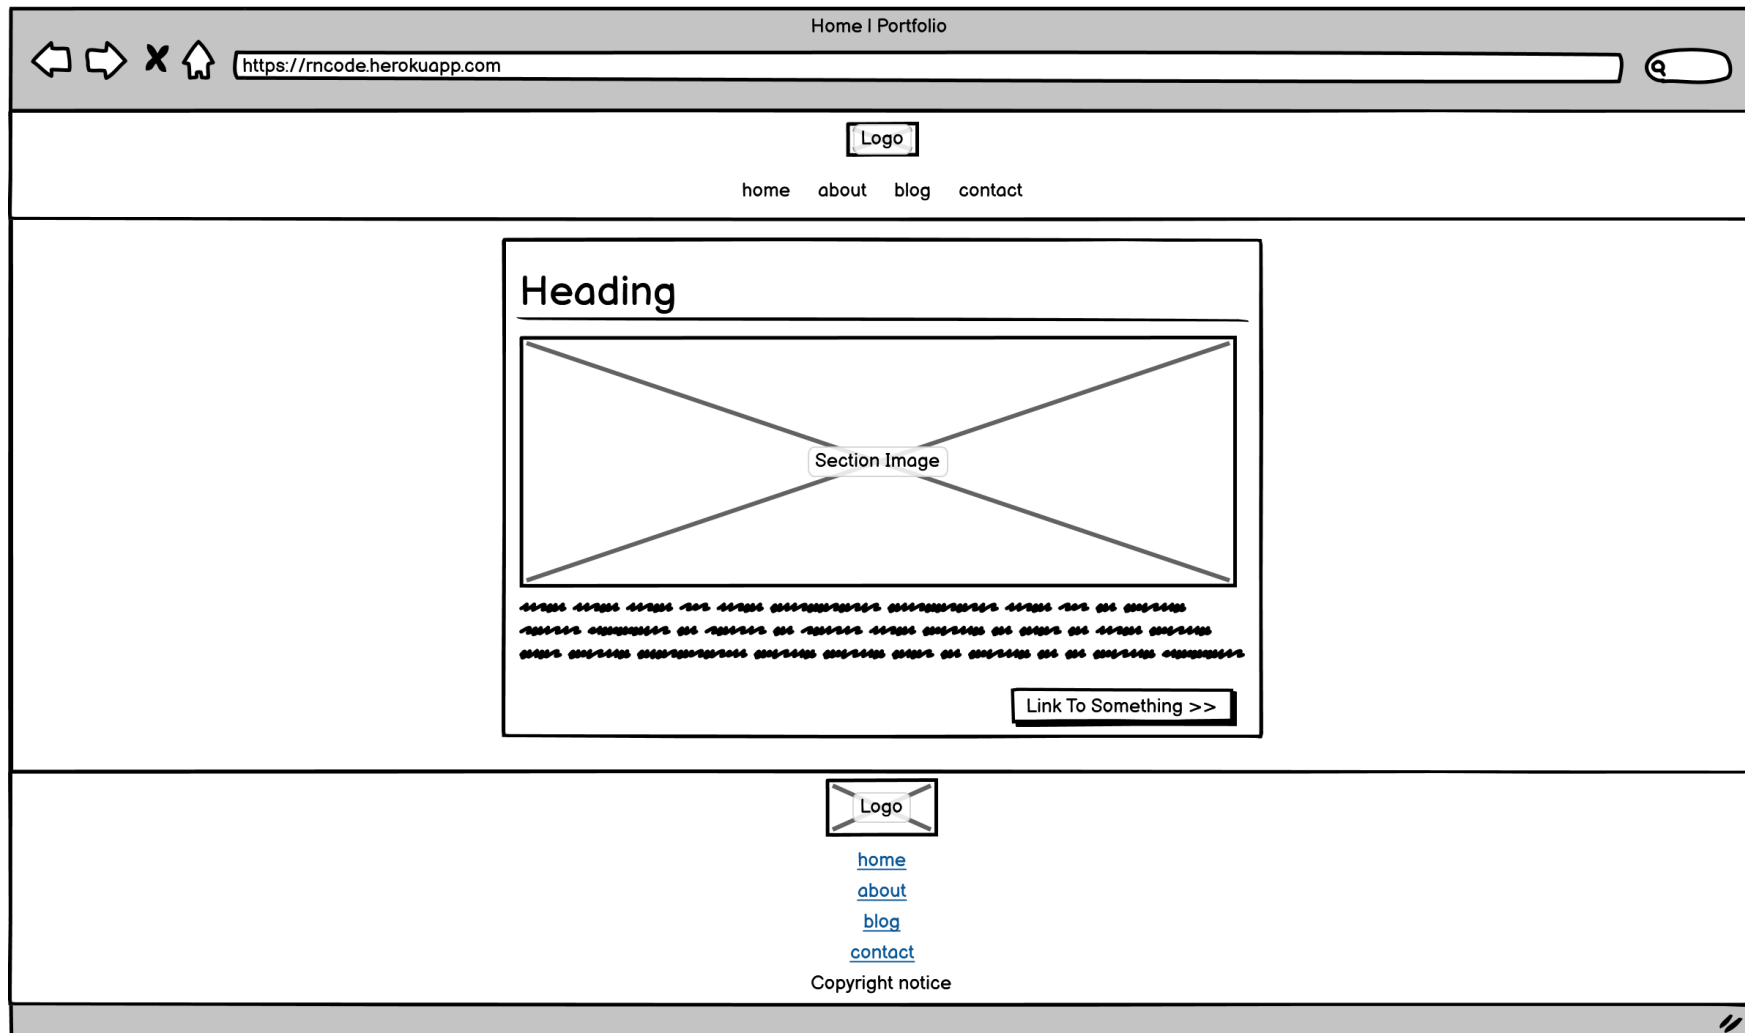 Home | Portfolio
https://rncode.herokuapp.com
Logo
home about blog contact
Heading
Section Image
Link To Something >>
Logo
home
about
blog
contact
Copyright notice